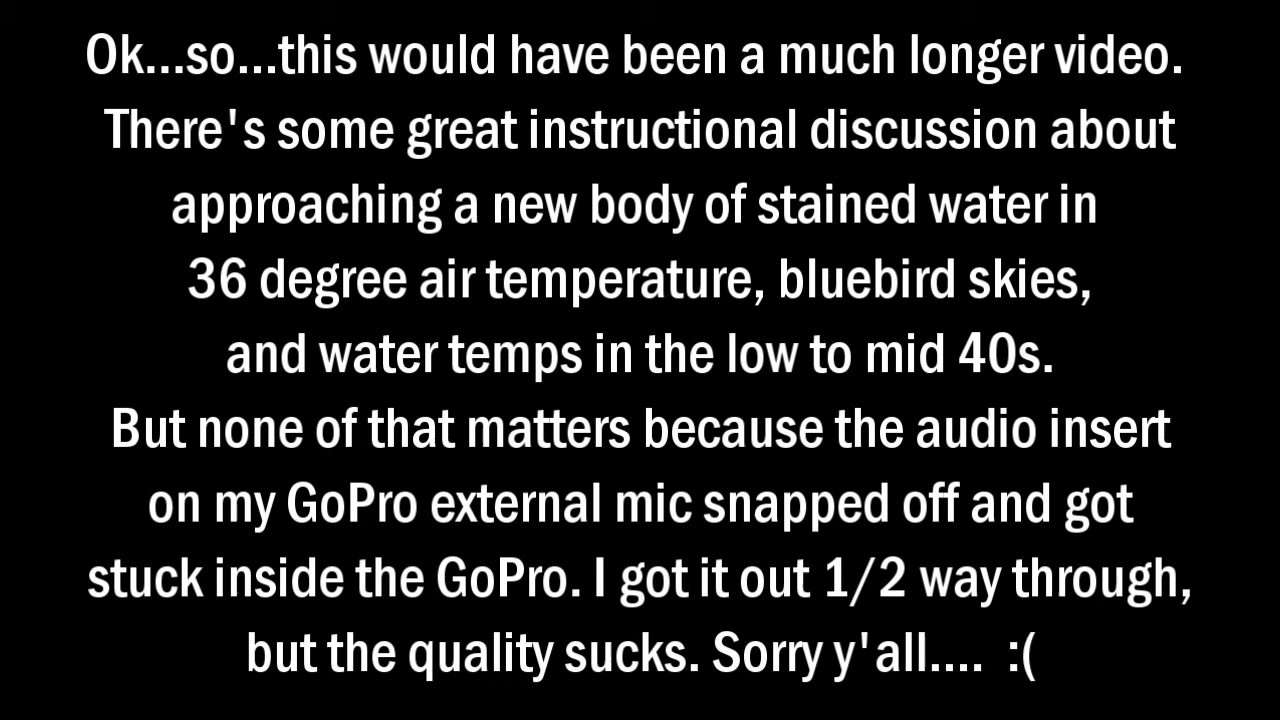 Ok...so...this would have been a much longer video.
There's some great instructional discussion about
approaching a new body of stained water in
36 degree air temperature, bluebird skies,
and water temps in the low to mid 40s.
But none of that matters because the audio insert
on my GoPro external mic snapped off and got
stuck inside the GoPro. I got it out 1/2 way through,
but the quality sucks. Sorry y'all.... :(